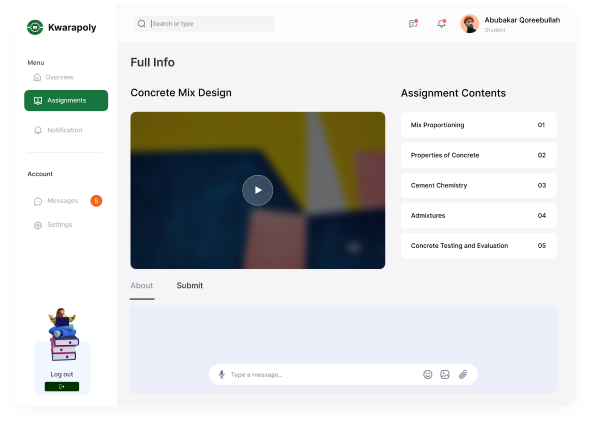 Kwarapoly
Search or type
Abubakar Qoreebullah
Student
Menu
Overview
Assignments
Notification
Account
Messages 5
Settings
Log out
Full Info
Concrete Mix Design
Assignment Contents
Mix Proportioning 01
Properties of Concrete 02
Cement Chemistry 03
Admixtures 04
Concrete Testing and Evaluation 05
About Submit
Type a message...